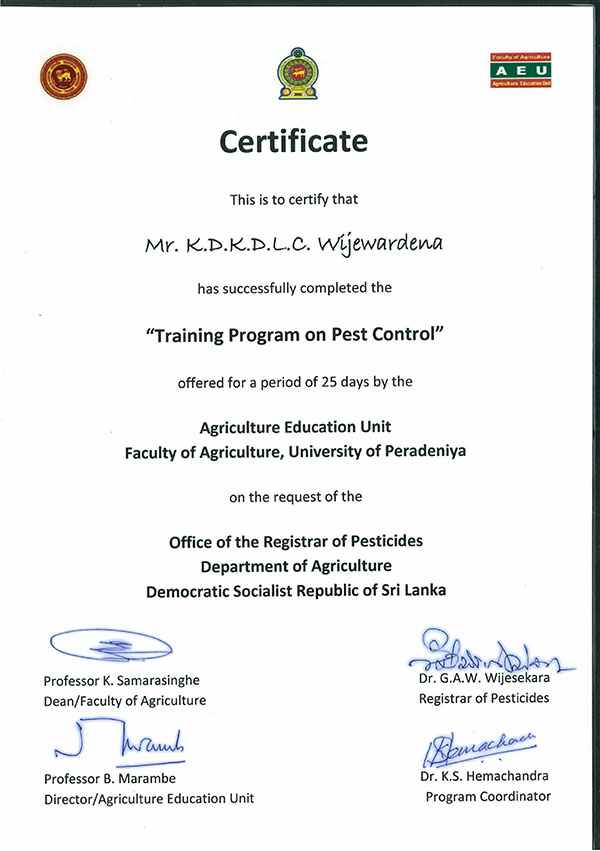 Faculty of Agriculture
AEU
Agriculture Education Unit
Certificate
This is to certify that
Mr. K.D.K.D.L.C. Wijewardena
has successfully completed the
“Training Program on Pest Control”
offered for a period of 25 days by the
Agriculture Education Unit
Faculty of Agriculture, University of Peradeniya
on the request of the
Office of the Registrar of Pesticides
Department of Agriculture
Democratic Socialist Republic of Sri Lanka
Professor K. Samarasinghe
Dean/Faculty of Agriculture
Dr. G.A.W. Wijesekara
Registrar of Pesticides
Marambe
Professor B. Marambe
Director/Agriculture Education Unit
KHemachandra
Dr. K.S. Hemachandra
Program Coordinator